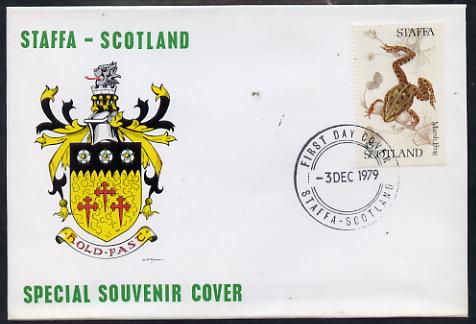 STAFFA - SCOTLAND
STAFFA
Marsh Frog
SCOTLAND
FIRST DAY COVER
-3 DEC 1979
STAFFA - SCOTLAND
HOLD·FAST
SPECIAL SOUVENIR COVER